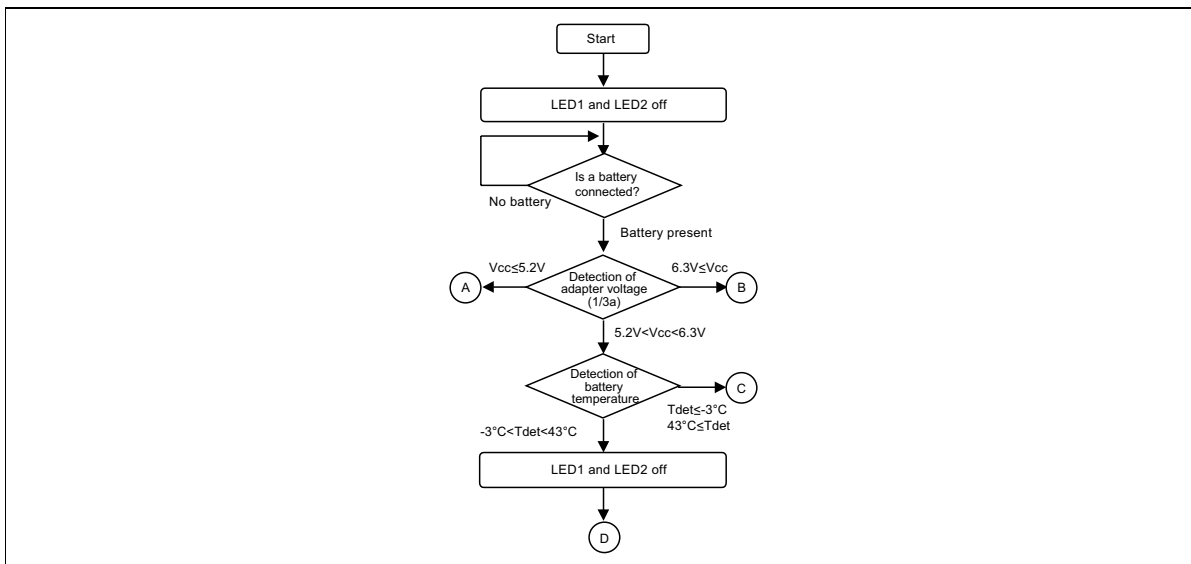 Start
LED1 and LED2 off
Is a battery
connected?
No battery
Battery present
Vcc≤5.2V
6.3V≤Vcc
A
Detection of
adapter voltage
(1/3a)
B
5.2V<Vcc<6.3V
Detection of
battery
temperature
C
Tdet≤-3°C
43°C≤Tdet
-3°C<Tdet<43°C
LED1 and LED2 off
D